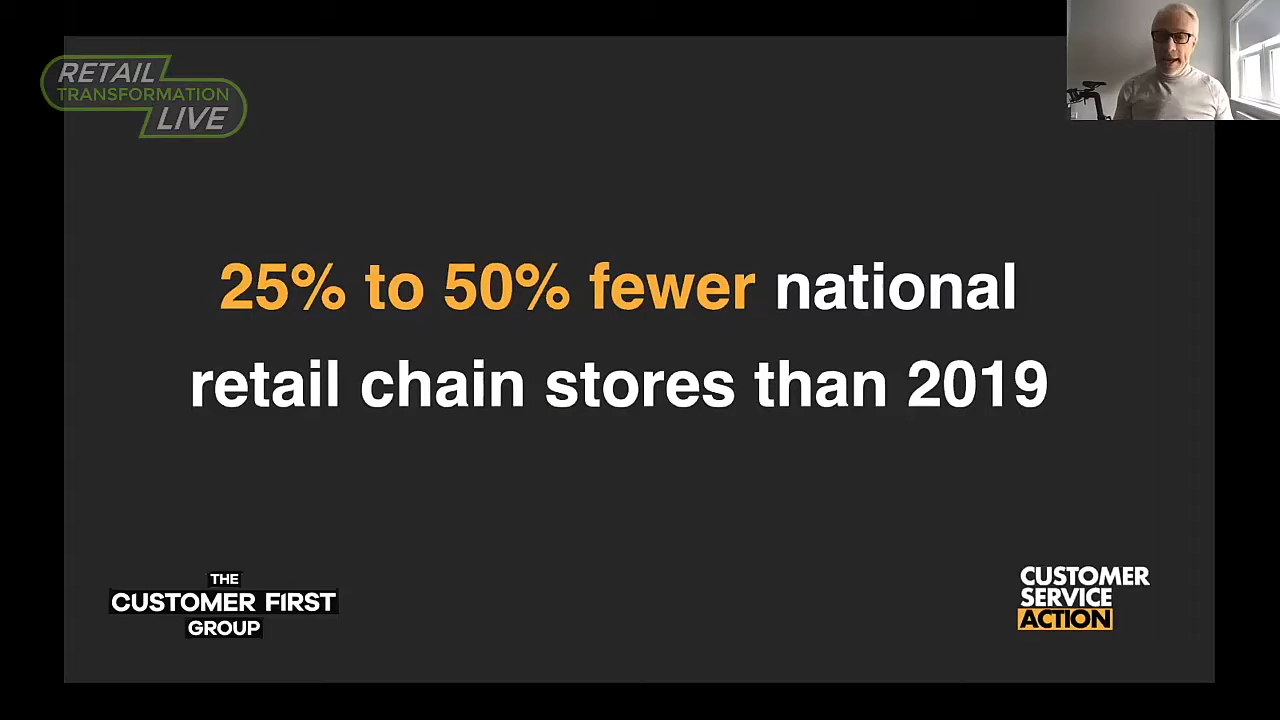 RETAIL
TRANSFORMATION
LIVE
25% to 50% fewer national
retail chain stores than 2019
THE
CUSTOMER FIRST
GROUP
CUSTOMER
SERVICE
ACTION